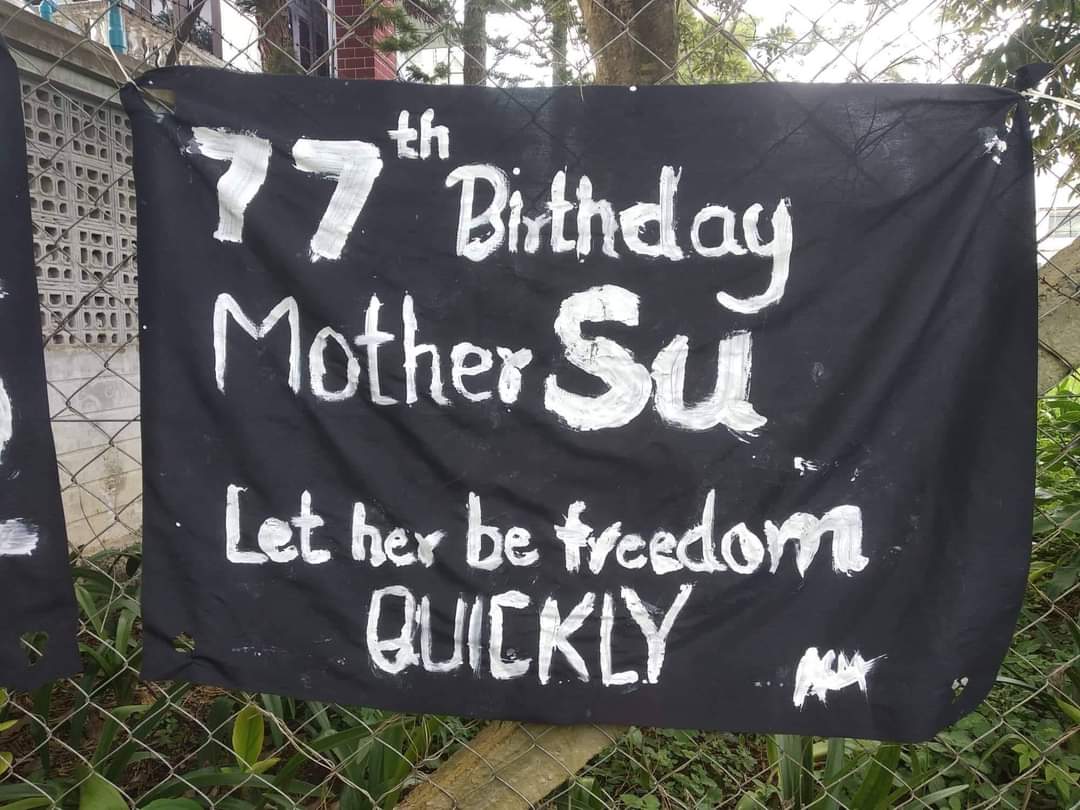 77th Birthday
Mother Su
Let her be freedom
QUICKLY